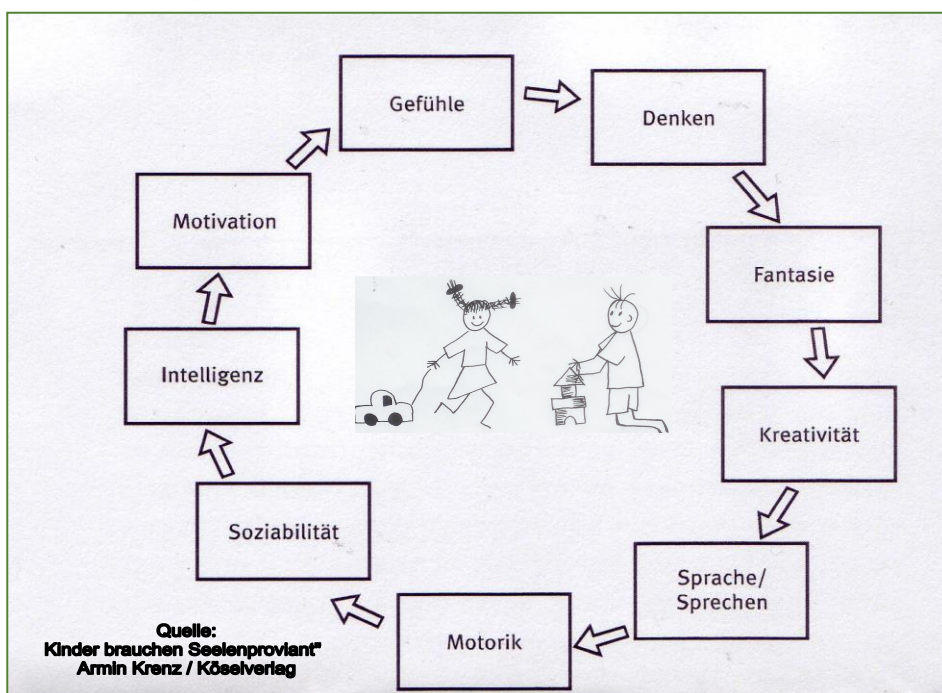 Gefühle
Denken
Fantasie
Kreativität
Sprache/
Sprechen
Motorik
Soziabilität
Intelligenz
Motivation
Quelle:
Kinder brauchen Seelenproviant"
Armin Krenz / Köselverlag